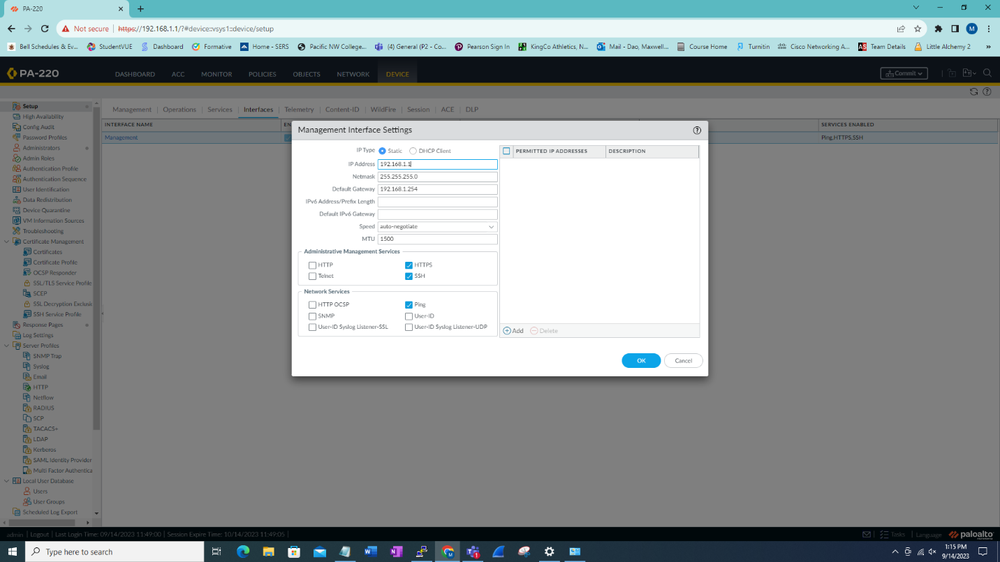 PA-220
Not secure https://192.168.1.1/?#device::vsys1::device/setup
Bell Schedules & Ev... StudentVUE Dashboard Formative Home - SERS Pacific NW College... (4) General (P2 - Co... Pearson Sign In KingCo Athletics, N... Mail - Dao, Maxwell... Course Home Turnitin Cisco Networking A... Team Details Little Alchemy 2 »
PA-220 DASHBOARD ACC MONITOR POLICIES OBJECTS NETWORK DEVICE Commit
Setup
High Availability
Config Audit
Password Profiles
Administrators
Admin Roles
Authentication Profile
Authentication Sequence
User Identification
Data Redistribution
Device Quarantine
VM Information Sources
Troubleshooting
Certificate Management
Certificates
Certificate Profile
OCSP Responder
SSL/TLS Service Profile
SCEP
SSL Decryption Exclusic
SSH Service Profile
Response Pages
Log Settings
Server Profiles
SNMP Trap
Syslog
Email
HTTP
Netflow
RADIUS
SCP
TACACS+
LDAP
Kerberos
SAML Identity Provider
Multi Factor Authentica
Local User Database
Users
User Groups
Scheduled Log Export
Management Operations Services Interfaces Telemetry Content-ID WildFire Session ACE DLP
INTERFACE NAME EN SERVICES ENABLED
Management Ping,HTTPS,SSH
Management Interface Settings
IP Type Static DHCP Client
IP Address 192.168.1.1
Netmask 255.255.255.0
Default Gateway 192.168.1.254
IPv6 Address/Prefix Length
Default IPv6 Gateway
Speed auto-negotiate
MTU 1500
Administrative Management Services
HTTP HTTPS
Telnet SSH
Network Services
HTTP OCSP Ping
SNMP User-ID
User-ID Syslog Listener-SSL User-ID Syslog Listener-UDP
PERMITTED IP ADDRESSES DESCRIPTION
Add Delete
OK Cancel
admin | Logout | Last Login Time: 09/14/2023 11:49:00 | Session Expire Time: 10/14/2023 11:49:05 | Tasks | Language paloalto NETWORKS
Type here to search
1:15 PM
9/14/2023